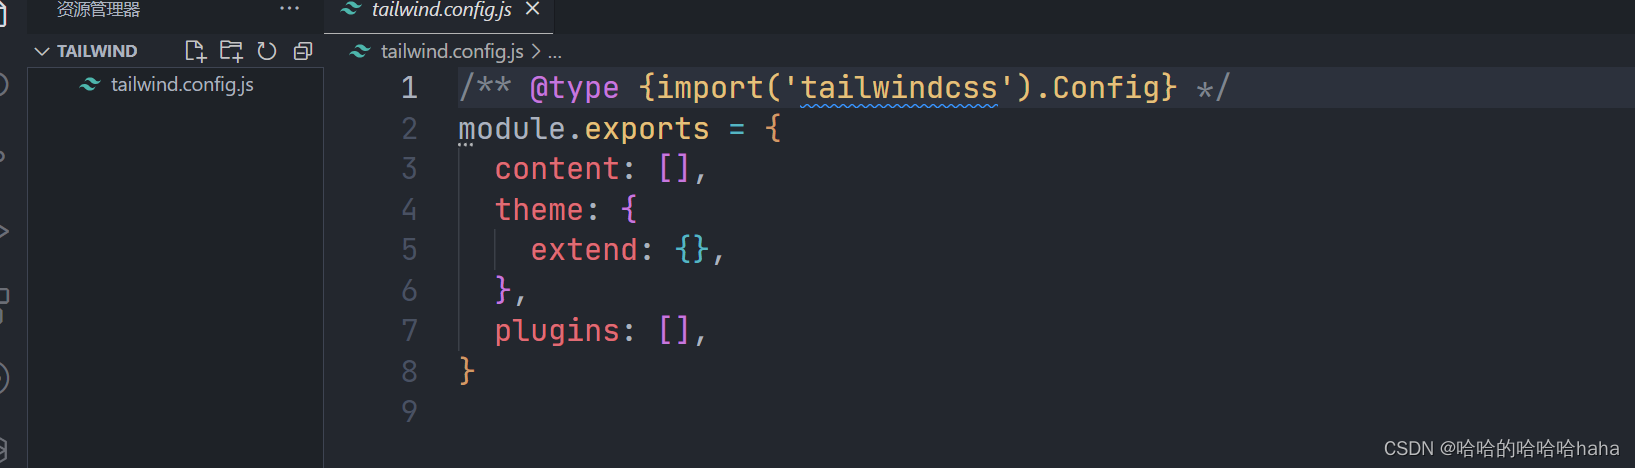 资源管理器 ··· tailwind.config.js ×
TAILWIND
tailwind.config.js > ...
tailwind.config.js
1 /** @type {import('tailwindcss').Config} */
2 module.exports = {
3   content: [],
4   theme: {
5     extend: {},
6   },
7   plugins: [],
8 }
9
CSDN @哈哈的哈哈哈haha